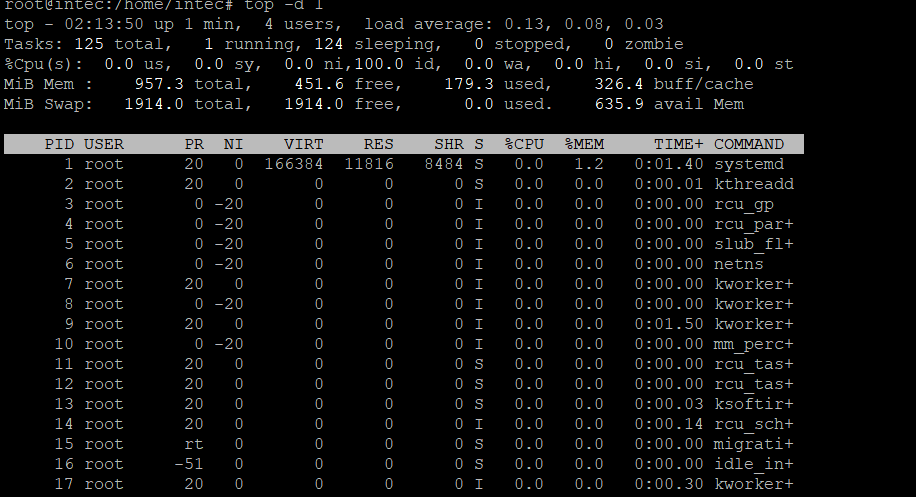 root@intec:/home/intec# top -d 1
top - 02:13:50 up 1 min,  4 users,  load average: 0.13, 0.08, 0.03
Tasks: 125 total,   1 running, 124 sleeping,   0 stopped,   0 zombie
%Cpu(s):  0.0 us,  0.0 sy,  0.0 ni,100.0 id,  0.0 wa,  0.0 hi,  0.0 si,  0.0 st
MiB Mem :    957.3 total,    451.6 free,    179.3 used,    326.4 buff/cache
MiB Swap:   1914.0 total,   1914.0 free,      0.0 used.    635.9 avail Mem
PID USER      PR  NI    VIRT    RES    SHR S  %CPU  %MEM     TIME+ COMMAND
1 root      20   0  166384  11816   8484 S   0.0   1.2   0:01.40 systemd
2 root      20   0       0      0      0 S   0.0   0.0   0:00.01 kthreadd
3 root       0 -20       0      0      0 I   0.0   0.0   0:00.00 rcu_gp
4 root       0 -20       0      0      0 I   0.0   0.0   0:00.00 rcu_par+
5 root       0 -20       0      0      0 I   0.0   0.0   0:00.00 slub_fl+
6 root       0 -20       0      0      0 I   0.0   0.0   0:00.00 netns
7 root      20   0       0      0      0 I   0.0   0.0   0:00.00 kworker+
8 root       0 -20       0      0      0 I   0.0   0.0   0:00.00 kworker+
9 root      20   0       0      0      0 I   0.0   0.0   0:01.50 kworker+
10 root       0 -20       0      0      0 I   0.0   0.0   0:00.00 mm_perc+
11 root      20   0       0      0      0 S   0.0   0.0   0:00.00 rcu_tas+
12 root      20   0       0      0      0 S   0.0   0.0   0:00.00 rcu_tas+
13 root      20   0       0      0      0 S   0.0   0.0   0:00.03 ksoftir+
14 root      20   0       0      0      0 I   0.0   0.0   0:00.14 rcu_sch+
15 root      rt   0       0      0      0 S   0.0   0.0   0:00.00 migrati+
16 root     -51   0       0      0      0 S   0.0   0.0   0:00.00 idle_in+
17 root      20   0       0      0      0 I   0.0   0.0   0:00.30 kworker+